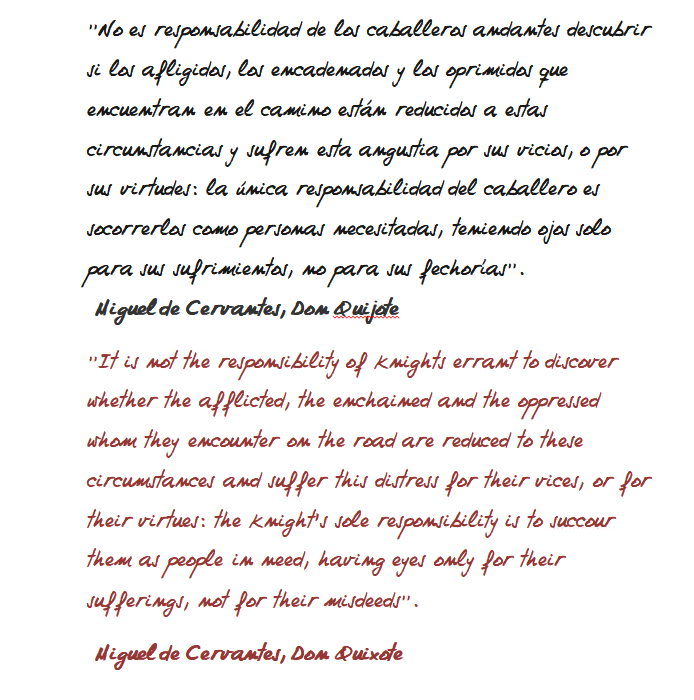 "No es responsabilidad de los caballeros andantes descubrir
si los afligidos, los encadenados y los oprimidos que
encuentran en el camino están reducidos a estas
circunstancias y sufren esta angustia por sus vicios, o por
sus virtudes: la única responsabilidad del caballero es
socorrerlos como personas necesitadas, teniendo ojos solo
para sus sufrimientos, no para sus fechorías".
Miguel de Cervantes, Don Quijote
"It is not the responsibility of knights errant to discover
whether the afflicted, the enchained and the oppressed
whom they encounter on the road are reduced to these
circumstances and suffer this distress for their vices, or for
their virtues: the knight's sole responsibility is to succour
them as people in need, having eyes only for their
sufferings, not for their misdeeds".
Miguel de Cervantes, Don Quixote